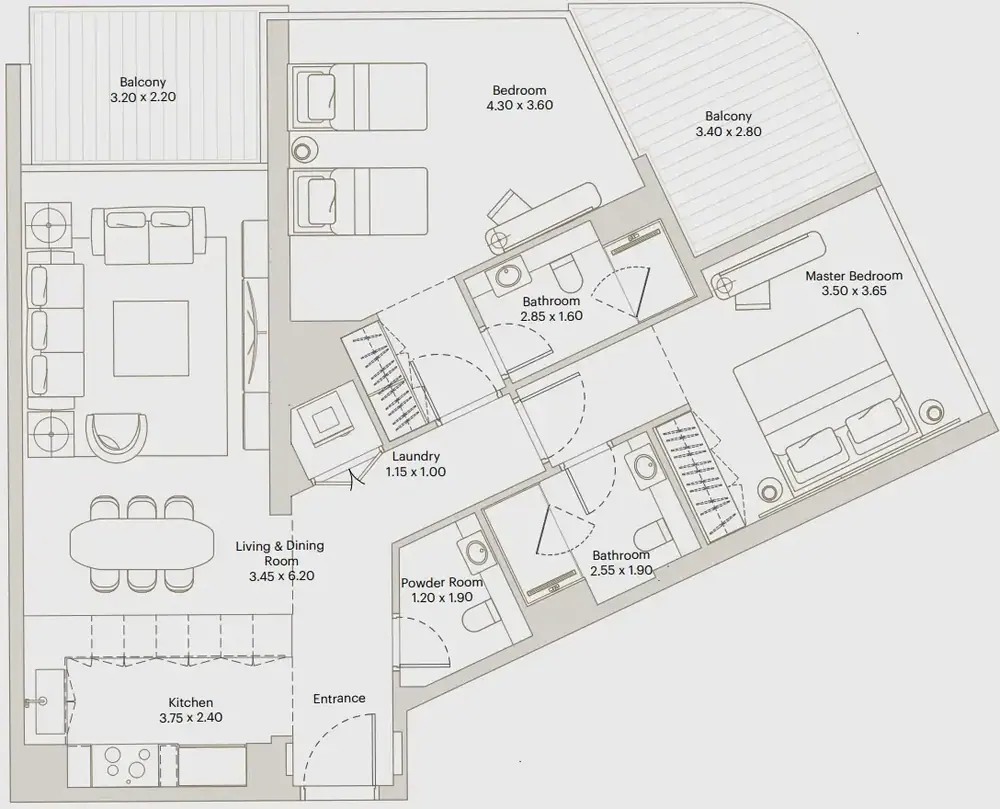 Balcony
3.20 x 2.20
Bedroom
4.30 x 3.60
Balcony
3.40 x 2.80
Master Bedroom
3.50 x 3.65
Bathroom
2.85 x 1.60
Laundry
1.15 x 1.00
Living & Dining
Room
3.45 x 6.20
Bathroom
2.55 x 1.90
Powder Room
1.20 x 1.90
Kitchen
3.75 x 2.40
Entrance